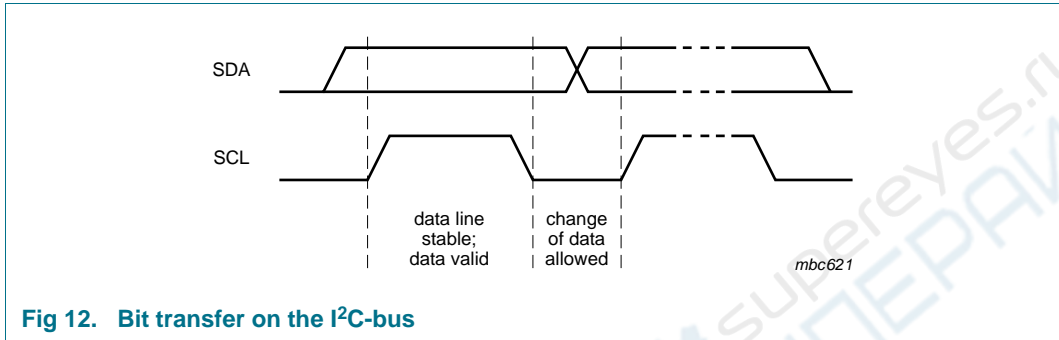 SDA
SCL
data line
stable;
data valid
change
of data
allowed
mbc621
Fig 12. Bit transfer on the I²C-bus